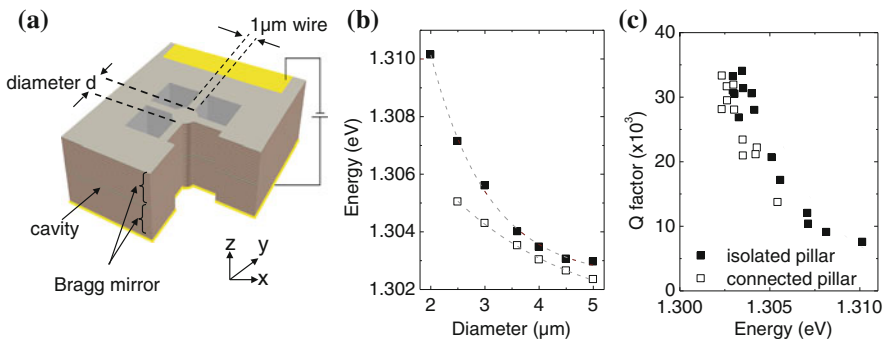 (a)
1μm wire
diameter d
cavity
Bragg mirror
z
y
x
(b)
1.310
1.308
1.306
1.304
1.302
Energy (eV)
2
3
4
5
Diameter (μm)
(c)
40
30
20
10
0
Q factor (x10³)
isolated pillar
connected pillar
1.300
1.305
1.310
Energy (eV)